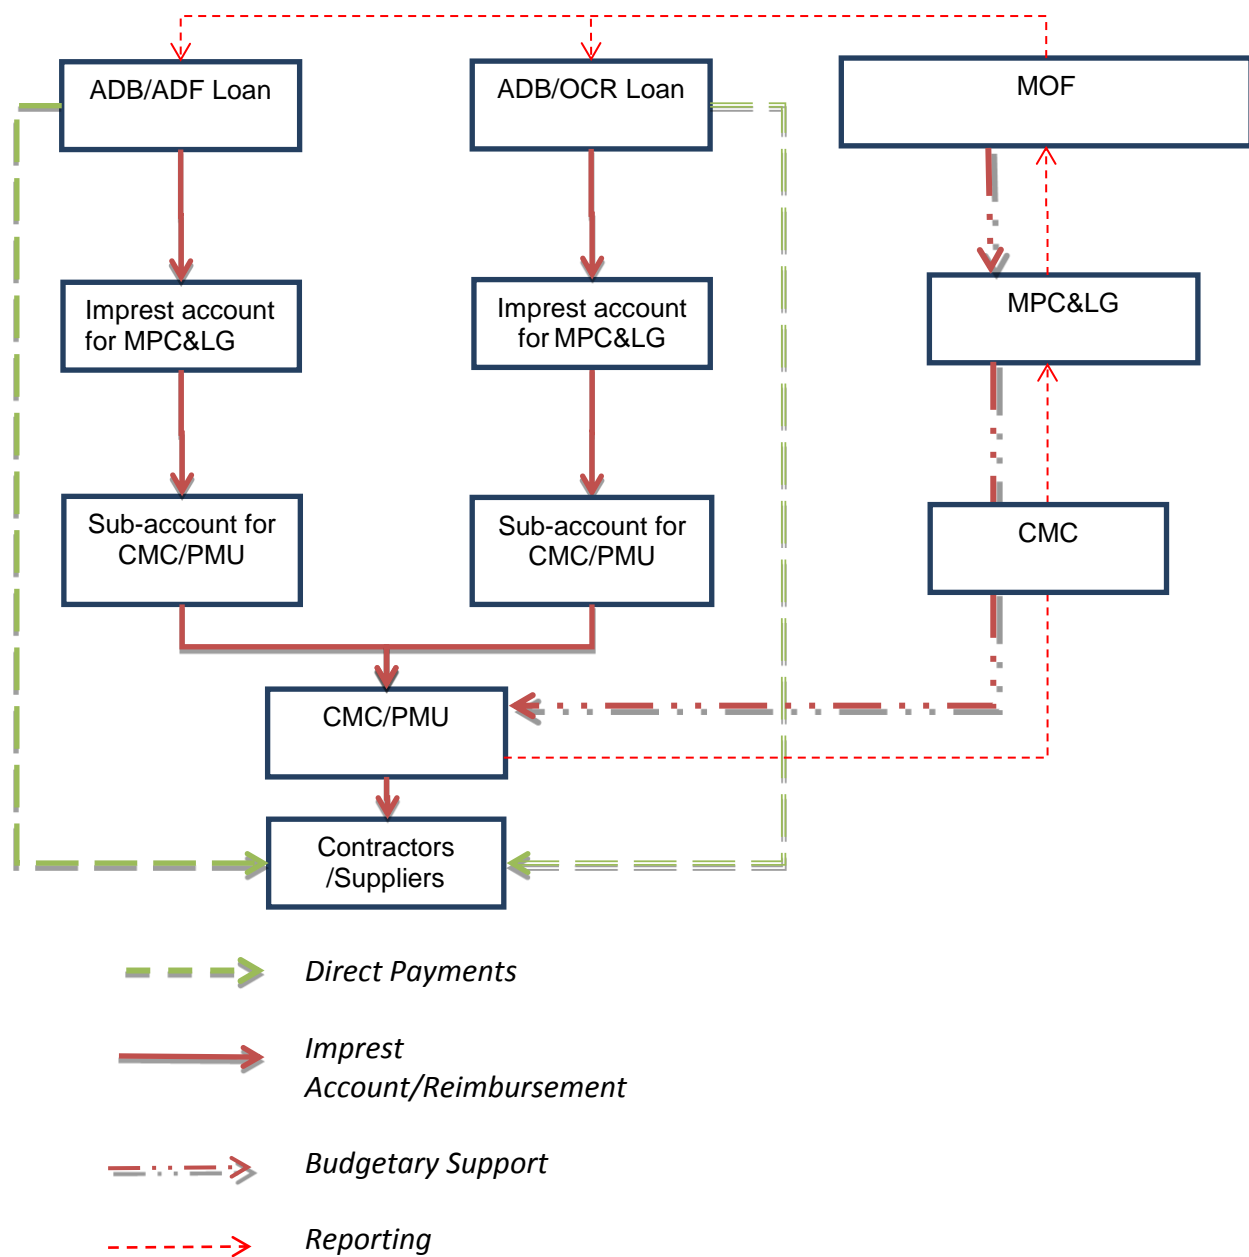 ADB/ADF Loan
ADB/OCR Loan
MOF
Imprest account
for MPC&LG
Imprest account
for MPC&LG
MPC&LG
Sub-account for
CMC/PMU
Sub-account for
CMC/PMU
CMC
CMC/PMU
Contractors
/Suppliers
Direct Payments
Imprest
Account/Reimbursement
Budgetary Support
Reporting